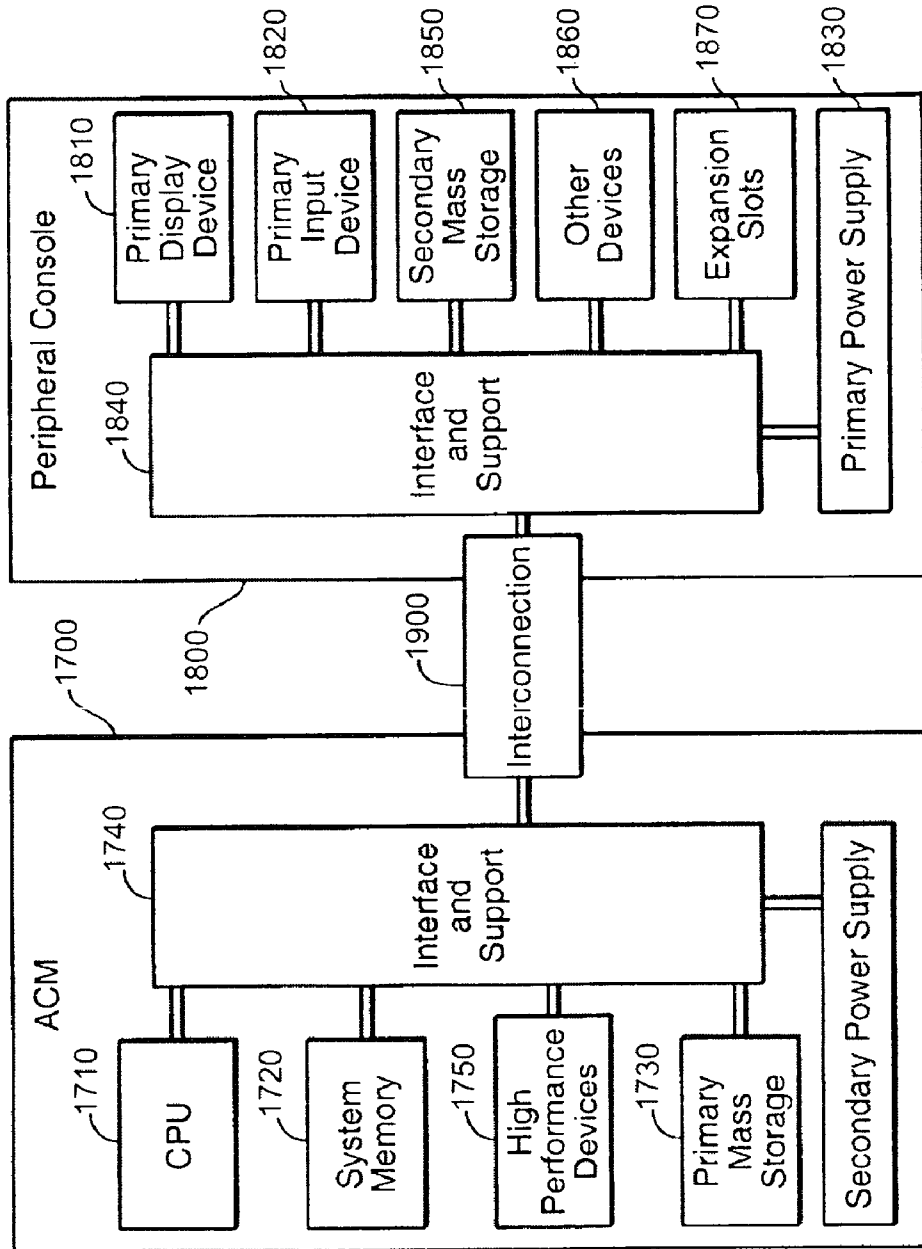 ACM
1700
1710
CPU
1720
System
Memory
1750
High
Performance
Devices
1730
Primary
Mass
Storage
1740
Interface
and
Support
Secondary Power Supply
1900
Interconnection
Peripheral Console
1800
1840
Interface
and
Support
1810
Primary
Display
Device
1820
Primary
Input
Device
1850
Secondary
Mass
Storage
1860
Other
Devices
1870
Expansion
Slots
1830
Primary Power Supply